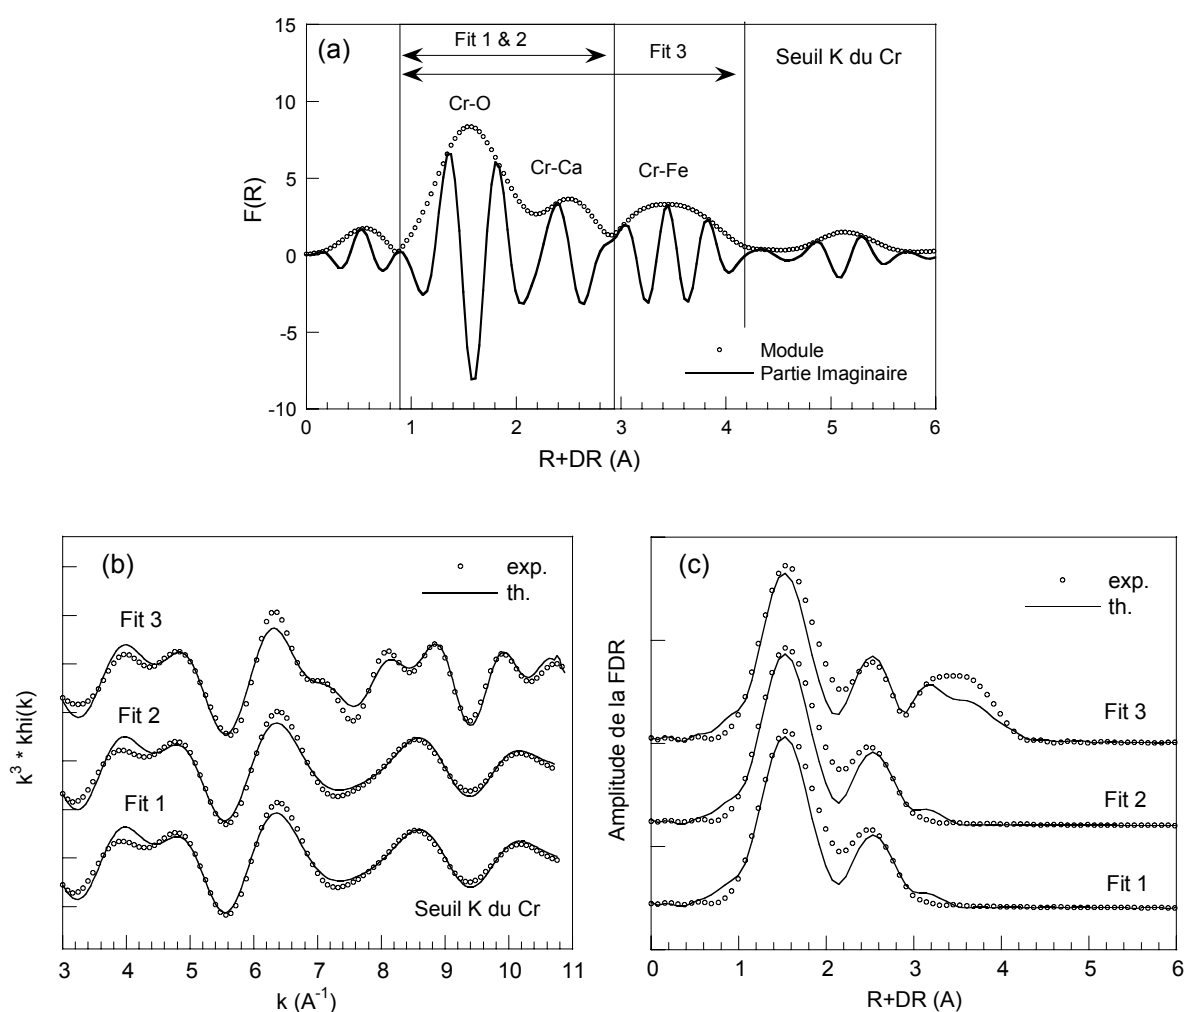 (a)
Fit 1 & 2
Fit 3
Seuil K du Cr
Cr-O
Cr-Ca
Cr-Fe
Module
Partie Imaginaire
F(R)
15
10
5
0
-5
-10
0 1 2 3 4 5 6
R+DR (A)
(b)
exp.
th.
Fit 3
Fit 2
Fit 1
Seuil K du Cr
k³ * khi(k)
3 4 5 6 7 8 9 10 11
k (A⁻¹)
(c)
exp.
th.
Fit 3
Fit 2
Fit 1
Amplitude de la FDR
0 1 2 3 4 5 6
R+DR (A)